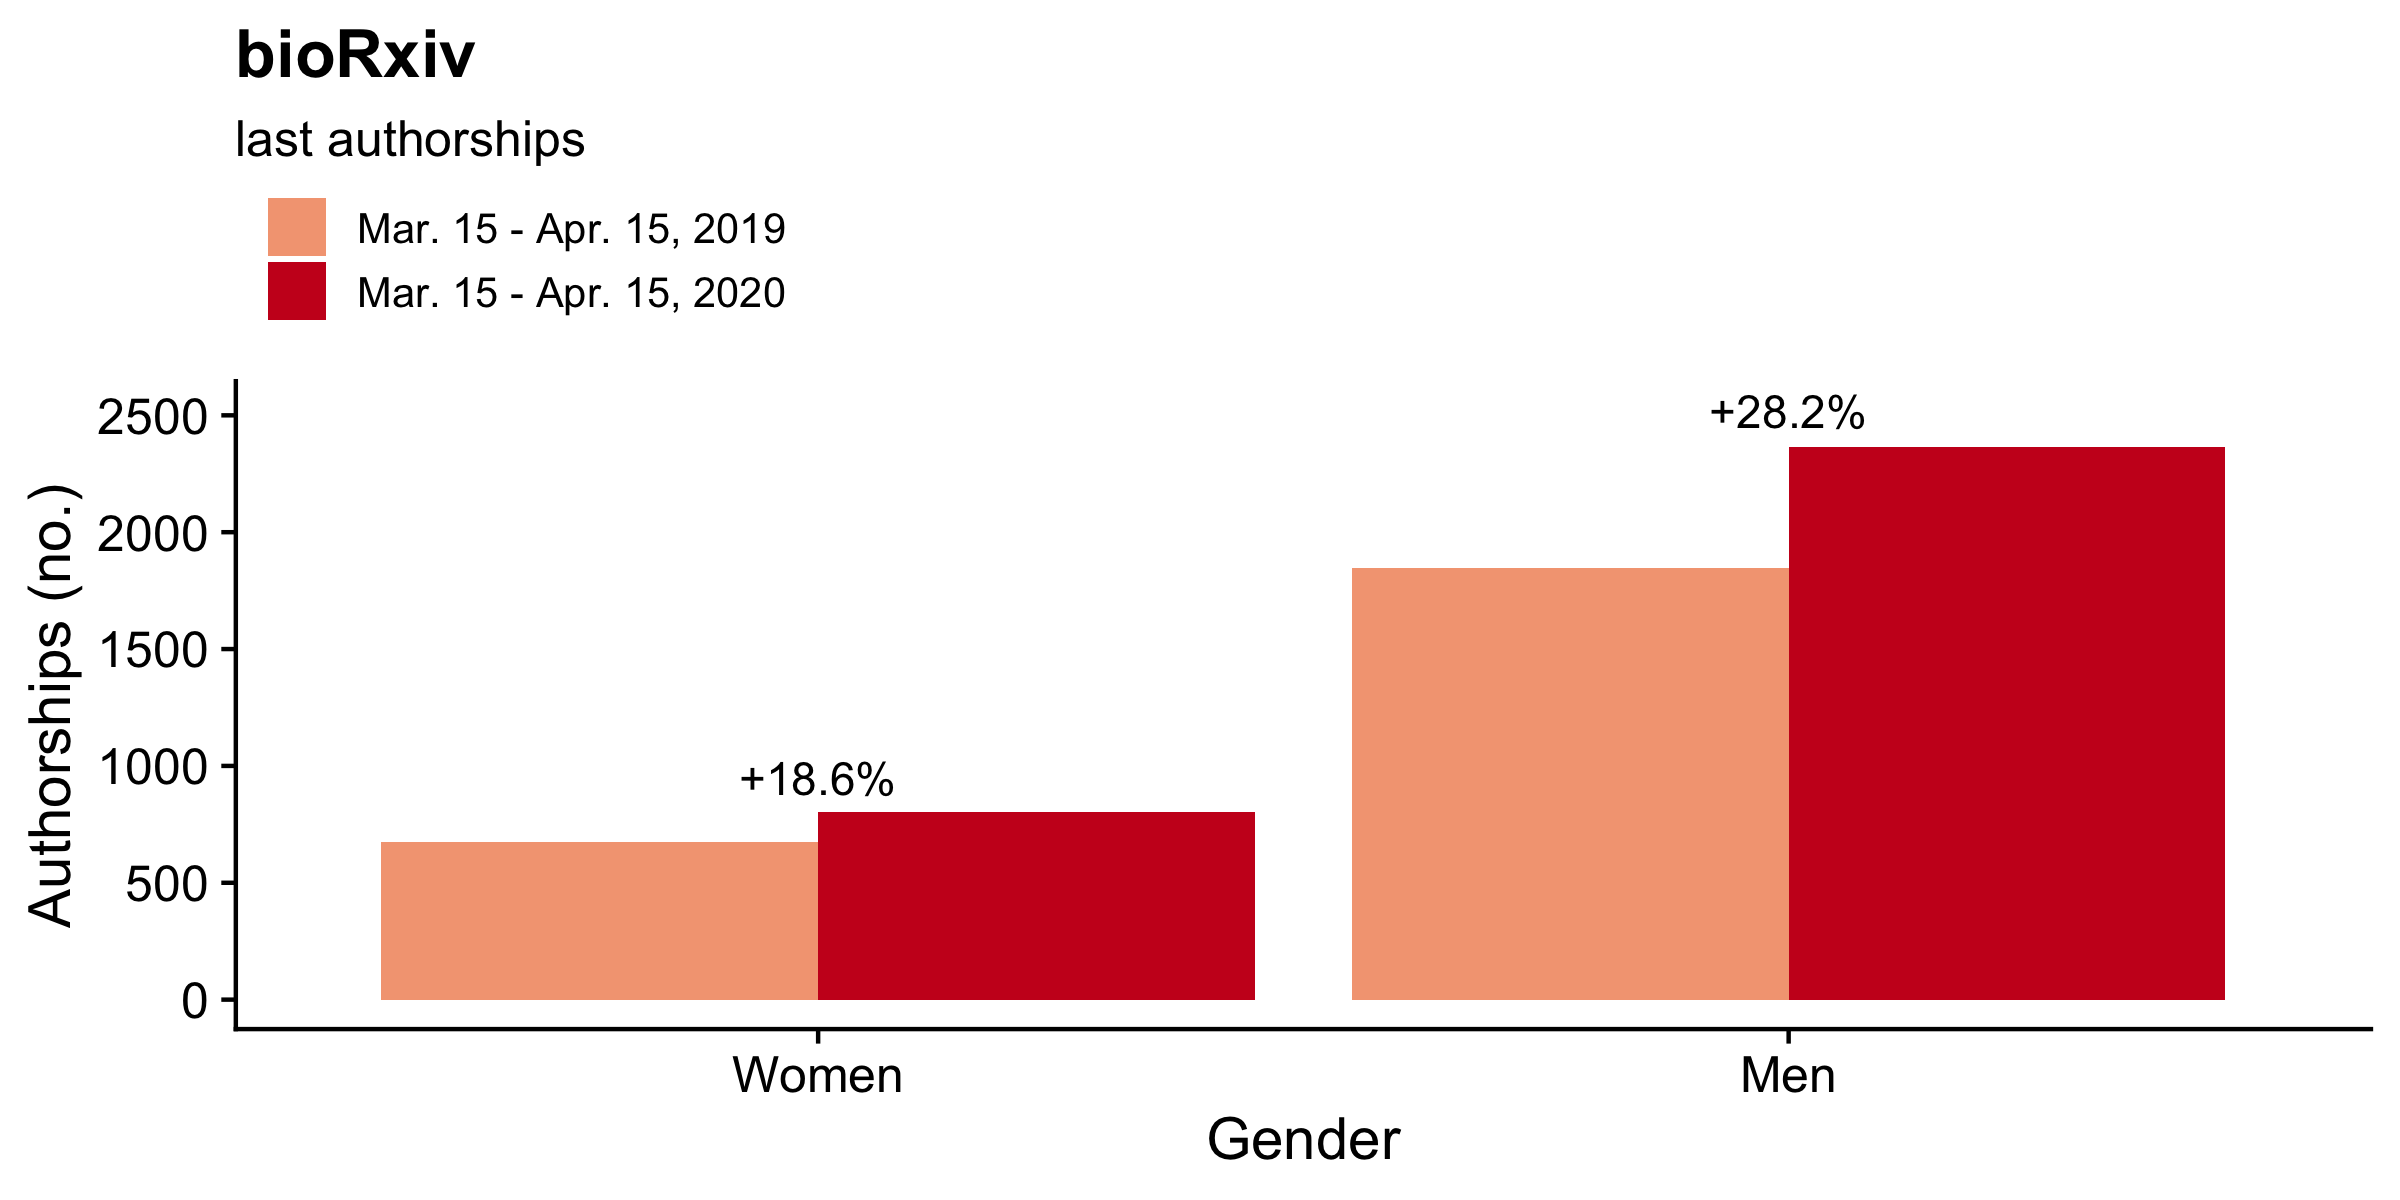 bioRxiv
last authorships
Mar. 15 - Apr. 15, 2019
Mar. 15 - Apr. 15, 2020
Authorships (no.)
2500
2000
1500
1000
500
0
+18.6%
+28.2%
Women
Men
Gender